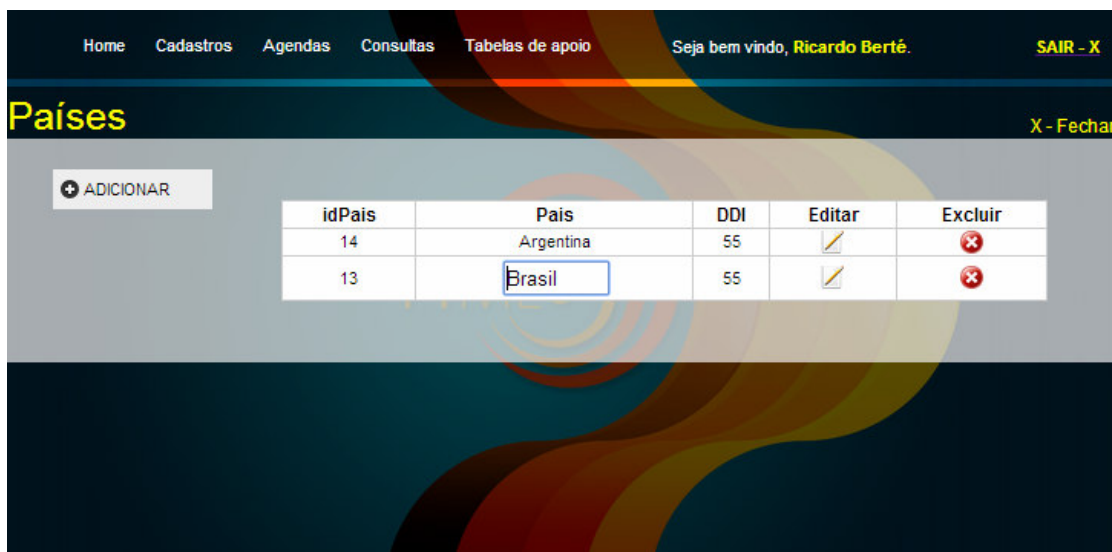 Home Cadastros Agendas Consultas Tabelas de apoio Seja bem vindo, Ricardo Berté. SAIR - X
Países
X - Fechar
ADICIONAR
idPais Pais DDI Editar Excluir
14 Argentina 55
13 Brasil 55